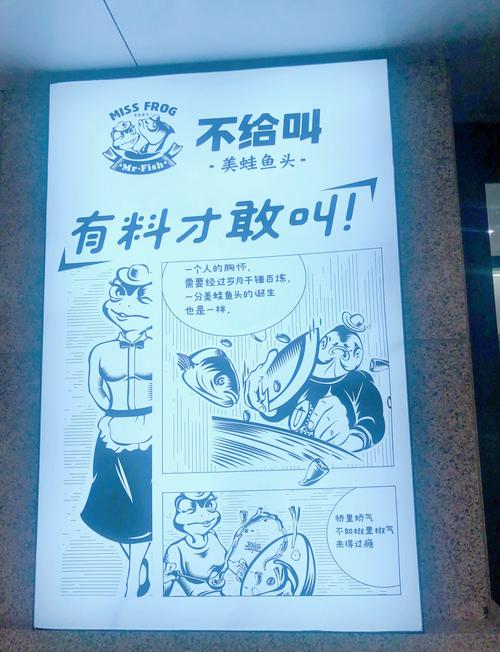 MISS FROG
Mr·Fish
不给叫
-美蛙鱼头-
有料才敢叫!
一个人的胸怀,
需要经过岁月千锤百炼,
一分美蛙鱼头的诞生
也是一样。
骄里娇气
不如椒里椒气
来得过瘾